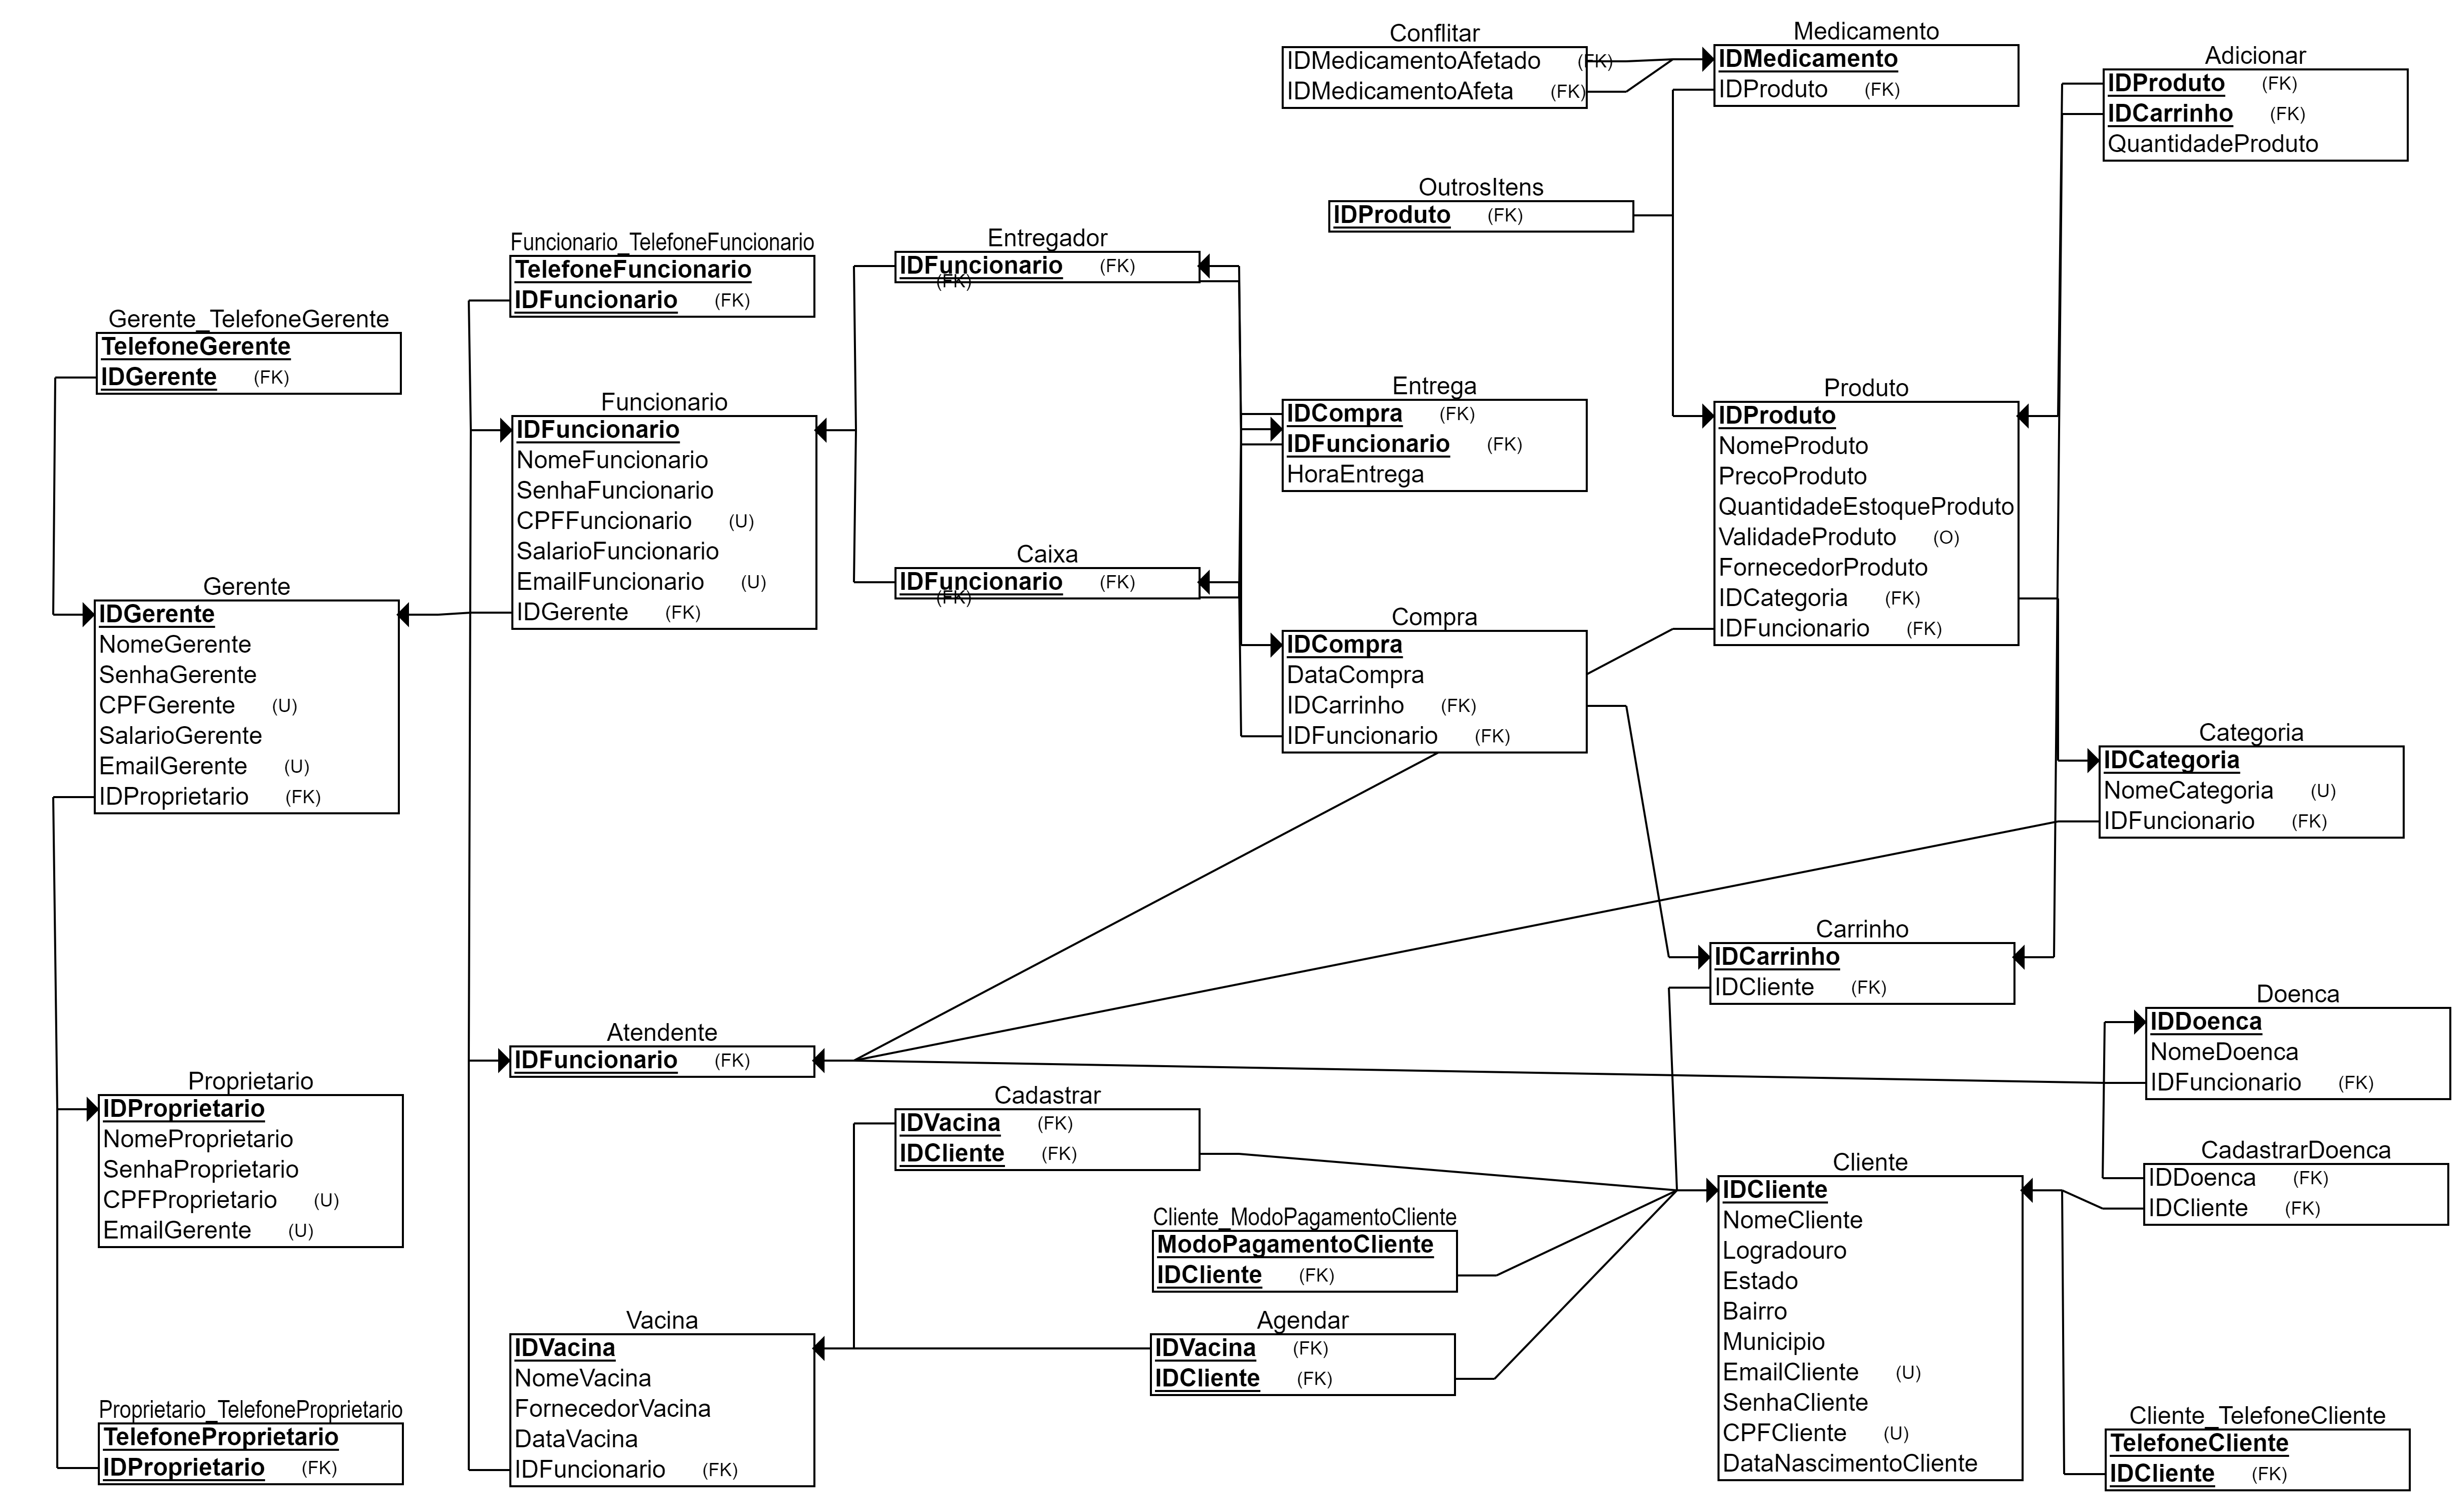 Conflitar
IDMedicamentoAfetado (FK)
IDMedicamentoAfeta (FK)
Medicamento
IDMedicamento
IDProduto (FK)
Adicionar
IDProduto (FK)
IDCarrinho (FK)
QuantidadeProduto
OutrosItens
IDProduto (FK)
Funcionario_TelefoneFuncionario
TelefoneFuncionario
IDFuncionario (FK)
Entregador
IDFuncionario (FK)
(FK)
Gerente_TelefoneGerente
TelefoneGerente
IDGerente (FK)
Funcionario
IDFuncionario
NomeFuncionario
SenhaFuncionario
CPFFuncionario (U)
SalarioFuncionario
EmailFuncionario (U)
IDGerente (FK)
Entrega
IDCompra (FK)
IDFuncionario (FK)
HoraEntrega
Produto
IDProduto
NomeProduto
PrecoProduto
QuantidadeEstoqueProduto
ValidadeProduto (O)
FornecedorProduto
IDCategoria (FK)
IDFuncionario (FK)
Caixa
IDFuncionario (FK)
(FK)
Gerente
IDGerente
NomeGerente
SenhaGerente
CPFGerente (U)
SalarioGerente
EmailGerente (U)
IDProprietario (FK)
Compra
IDCompra
DataCompra
IDCarrinho (FK)
IDFuncionario (FK)
Categoria
IDCategoria
NomeCategoria (U)
IDFuncionario (FK)
Carrinho
IDCarrinho
IDCliente (FK)
Doenca
IDDoenca
NomeDoenca
IDFuncionario (FK)
Atendente
IDFuncionario (FK)
Proprietario
IDProprietario
NomeProprietario
SenhaProprietario
CPFProprietario (U)
EmailGerente (U)
Cadastrar
IDVacina (FK)
IDCliente (FK)
CadastrarDoenca
IDDoenca (FK)
IDCliente (FK)
Cliente
IDCliente
NomeCliente
Logradouro
Estado
Bairro
Municipio
EmailCliente (U)
SenhaCliente
CPFCliente (U)
DataNascimentoCliente
Cliente_ModoPagamentoCliente
ModoPagamentoCliente
IDCliente (FK)
Vacina
IDVacina
NomeVacina
FornecedorVacina
DataVacina
IDFuncionario (FK)
Agendar
IDVacina (FK)
IDCliente (FK)
Proprietario_TelefoneProprietario
TelefoneProprietario
IDProprietario (FK)
Cliente_TelefoneCliente
TelefoneCliente
IDCliente (FK)